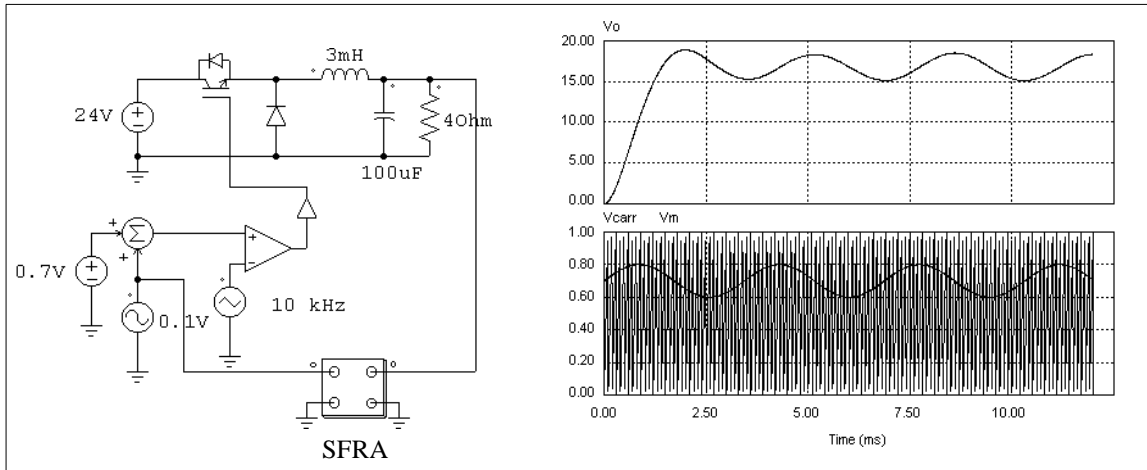 3mH
24V
4Ohm
100uF
+
+
0.7V
Σ
+
−
0.1V
10 kHz
SFRA
Vo
20.00
15.00
10.00
5.00
0.00
Vcarr Vm
1.00
0.80
0.60
0.40
0.20
0.00
0.00 2.50 5.00 7.50 10.00
Time (ms)